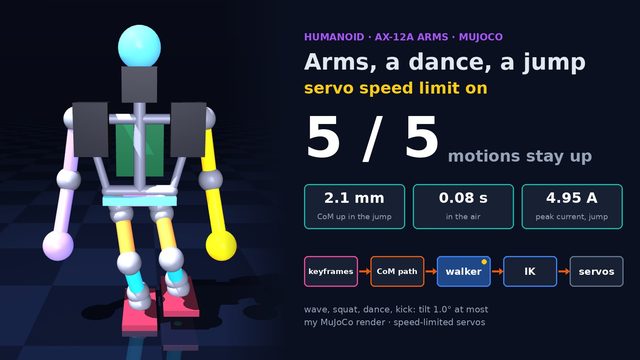 HUMANOID · AX-12A ARMS · MUJOCO
Arms, a dance, a jump
servo speed limit on
5 / 5 motions stay up
2.1 mm
CoM up in the jump
0.08 s
in the air
4.95 A
peak current, jump
keyframes
CoM path
walker
IK
servos
wave, squat, dance, kick: tilt 1.0° at most
my MuJoCo render · speed-limited servos